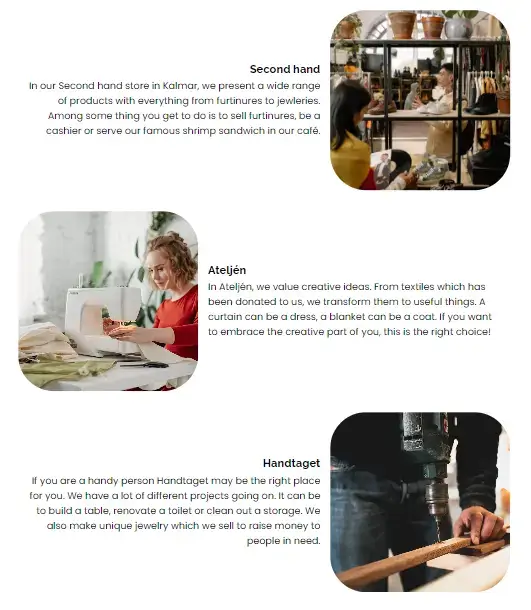 Second hand
In our Second hand store in Kalmar, we present a wide range
of products with everything from furtinures to jewleries.
Among some thing you get to do is to sell furtinures, be a
cashier or serve our famous shrimp sandwich in our café.
Ateljén
In Ateljén, we value creative ideas. From textiles which has
been donated to us, we transform them to useful things. A
curtain can be a dress, a blanket can be a coat. If you want
to embrace the creative part of you, this is the right choice!
Handtaget
If you are a handy person Handtaget may be the right place
for you. We have a lot of different projects going on. It can be
to build a table, renovate a toilet or clean out a storage. We
also make unique jewelry which we sell to raise money to
people in need.